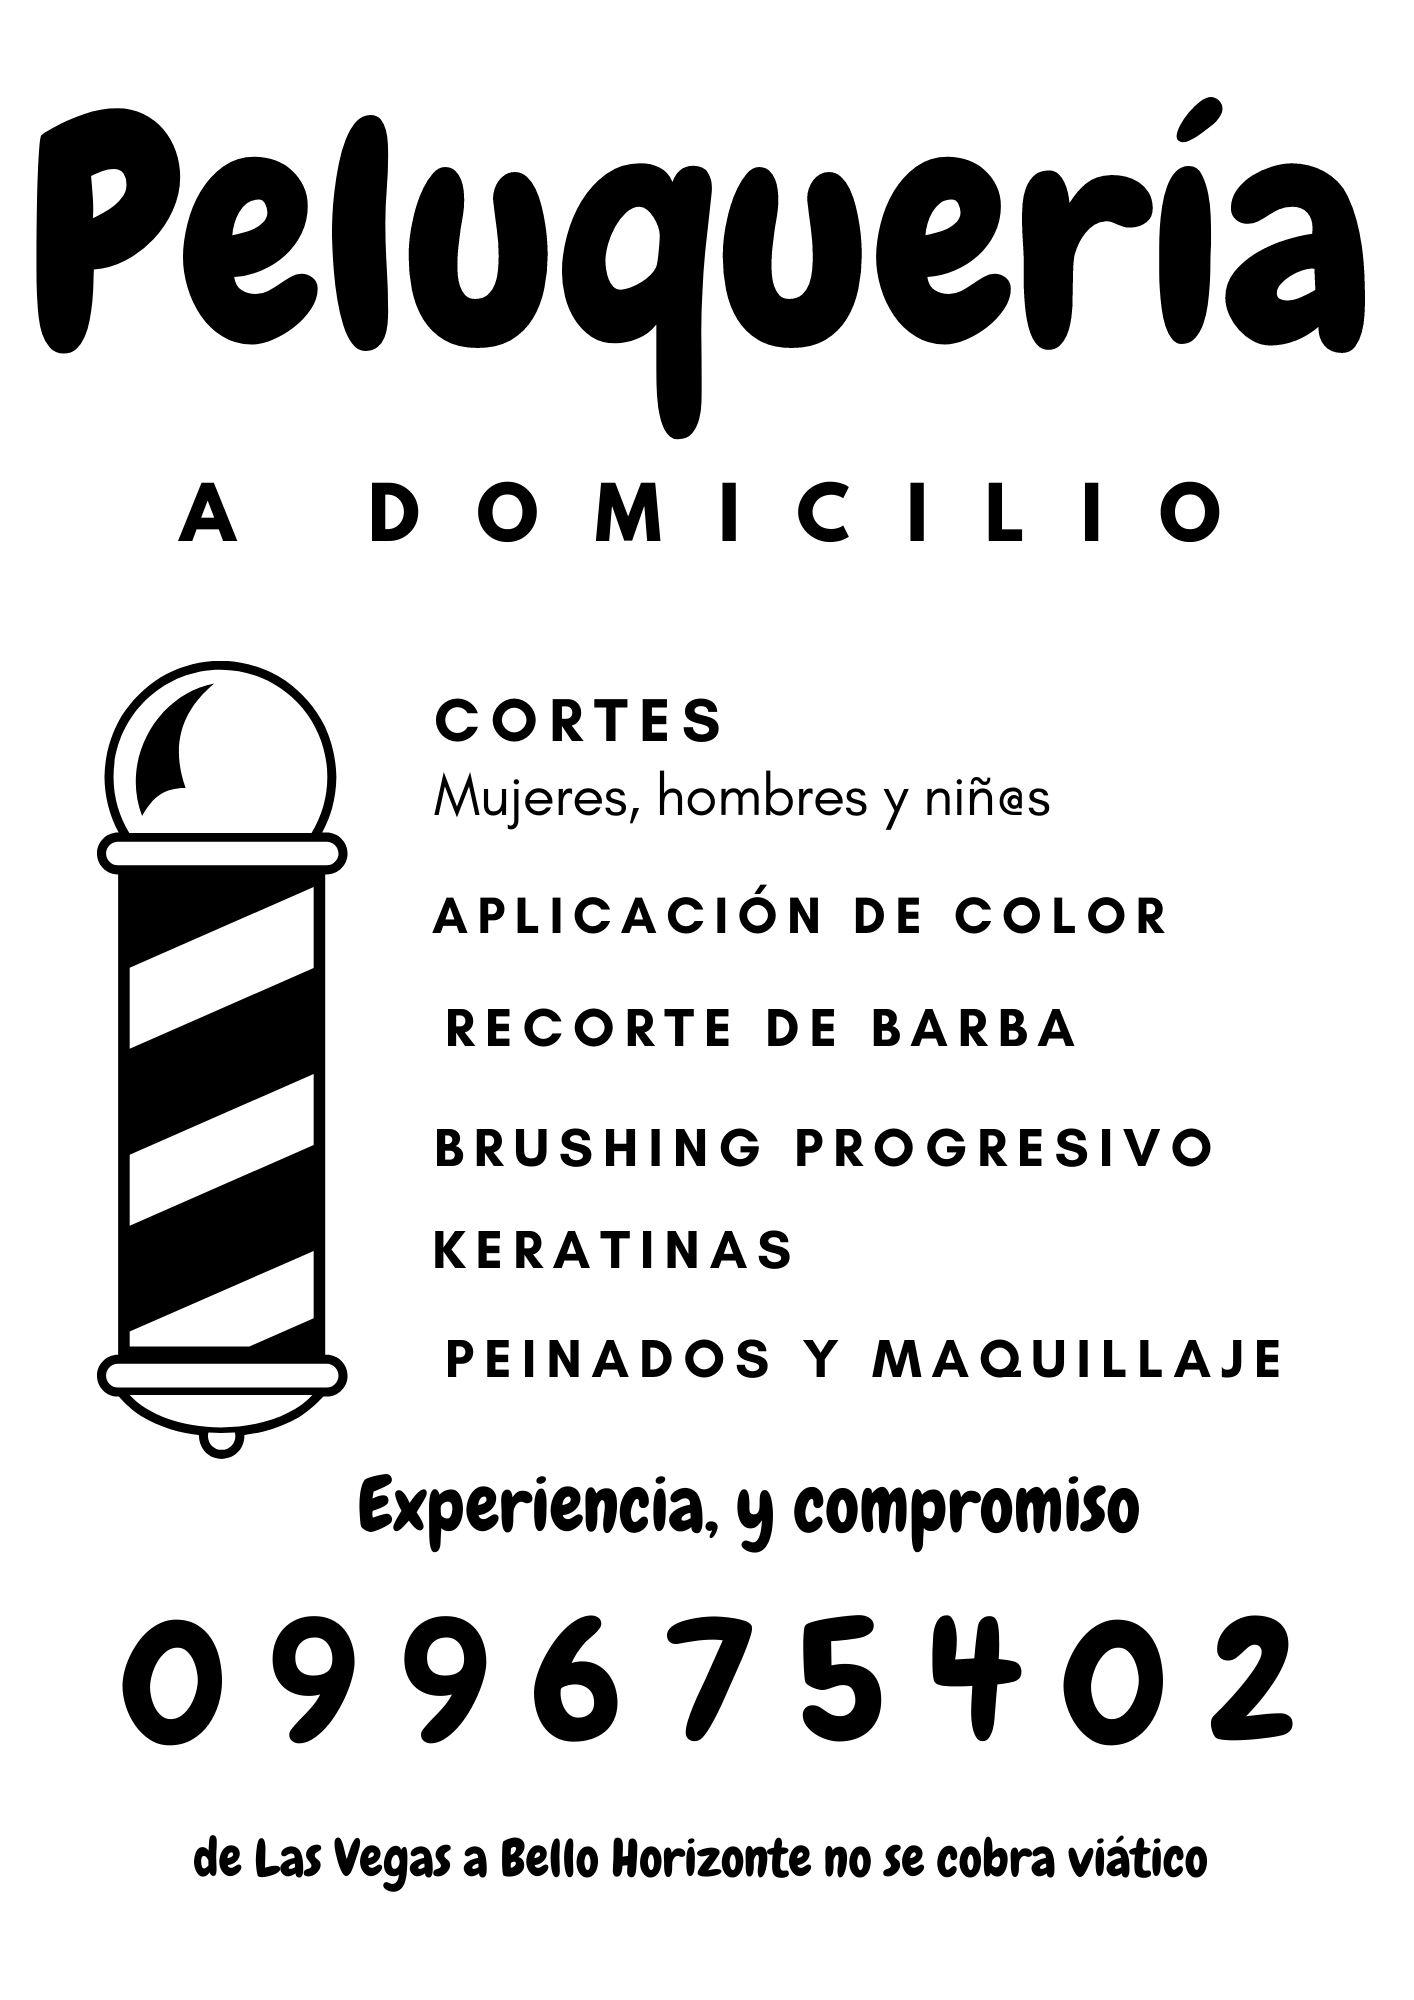 Peluquería
A DOMICILIO
CORTES
Mujeres, hombres y niñ@s
APLICACIÓN DE COLOR
RECORTE DE BARBA
BRUSHING PROGRESIVO
KERATINAS
PEINADOS Y MAQUILLAJE
Experiencia, y compromiso
099675402
de Las Vegas a Bello Horizonte no se cobra viático